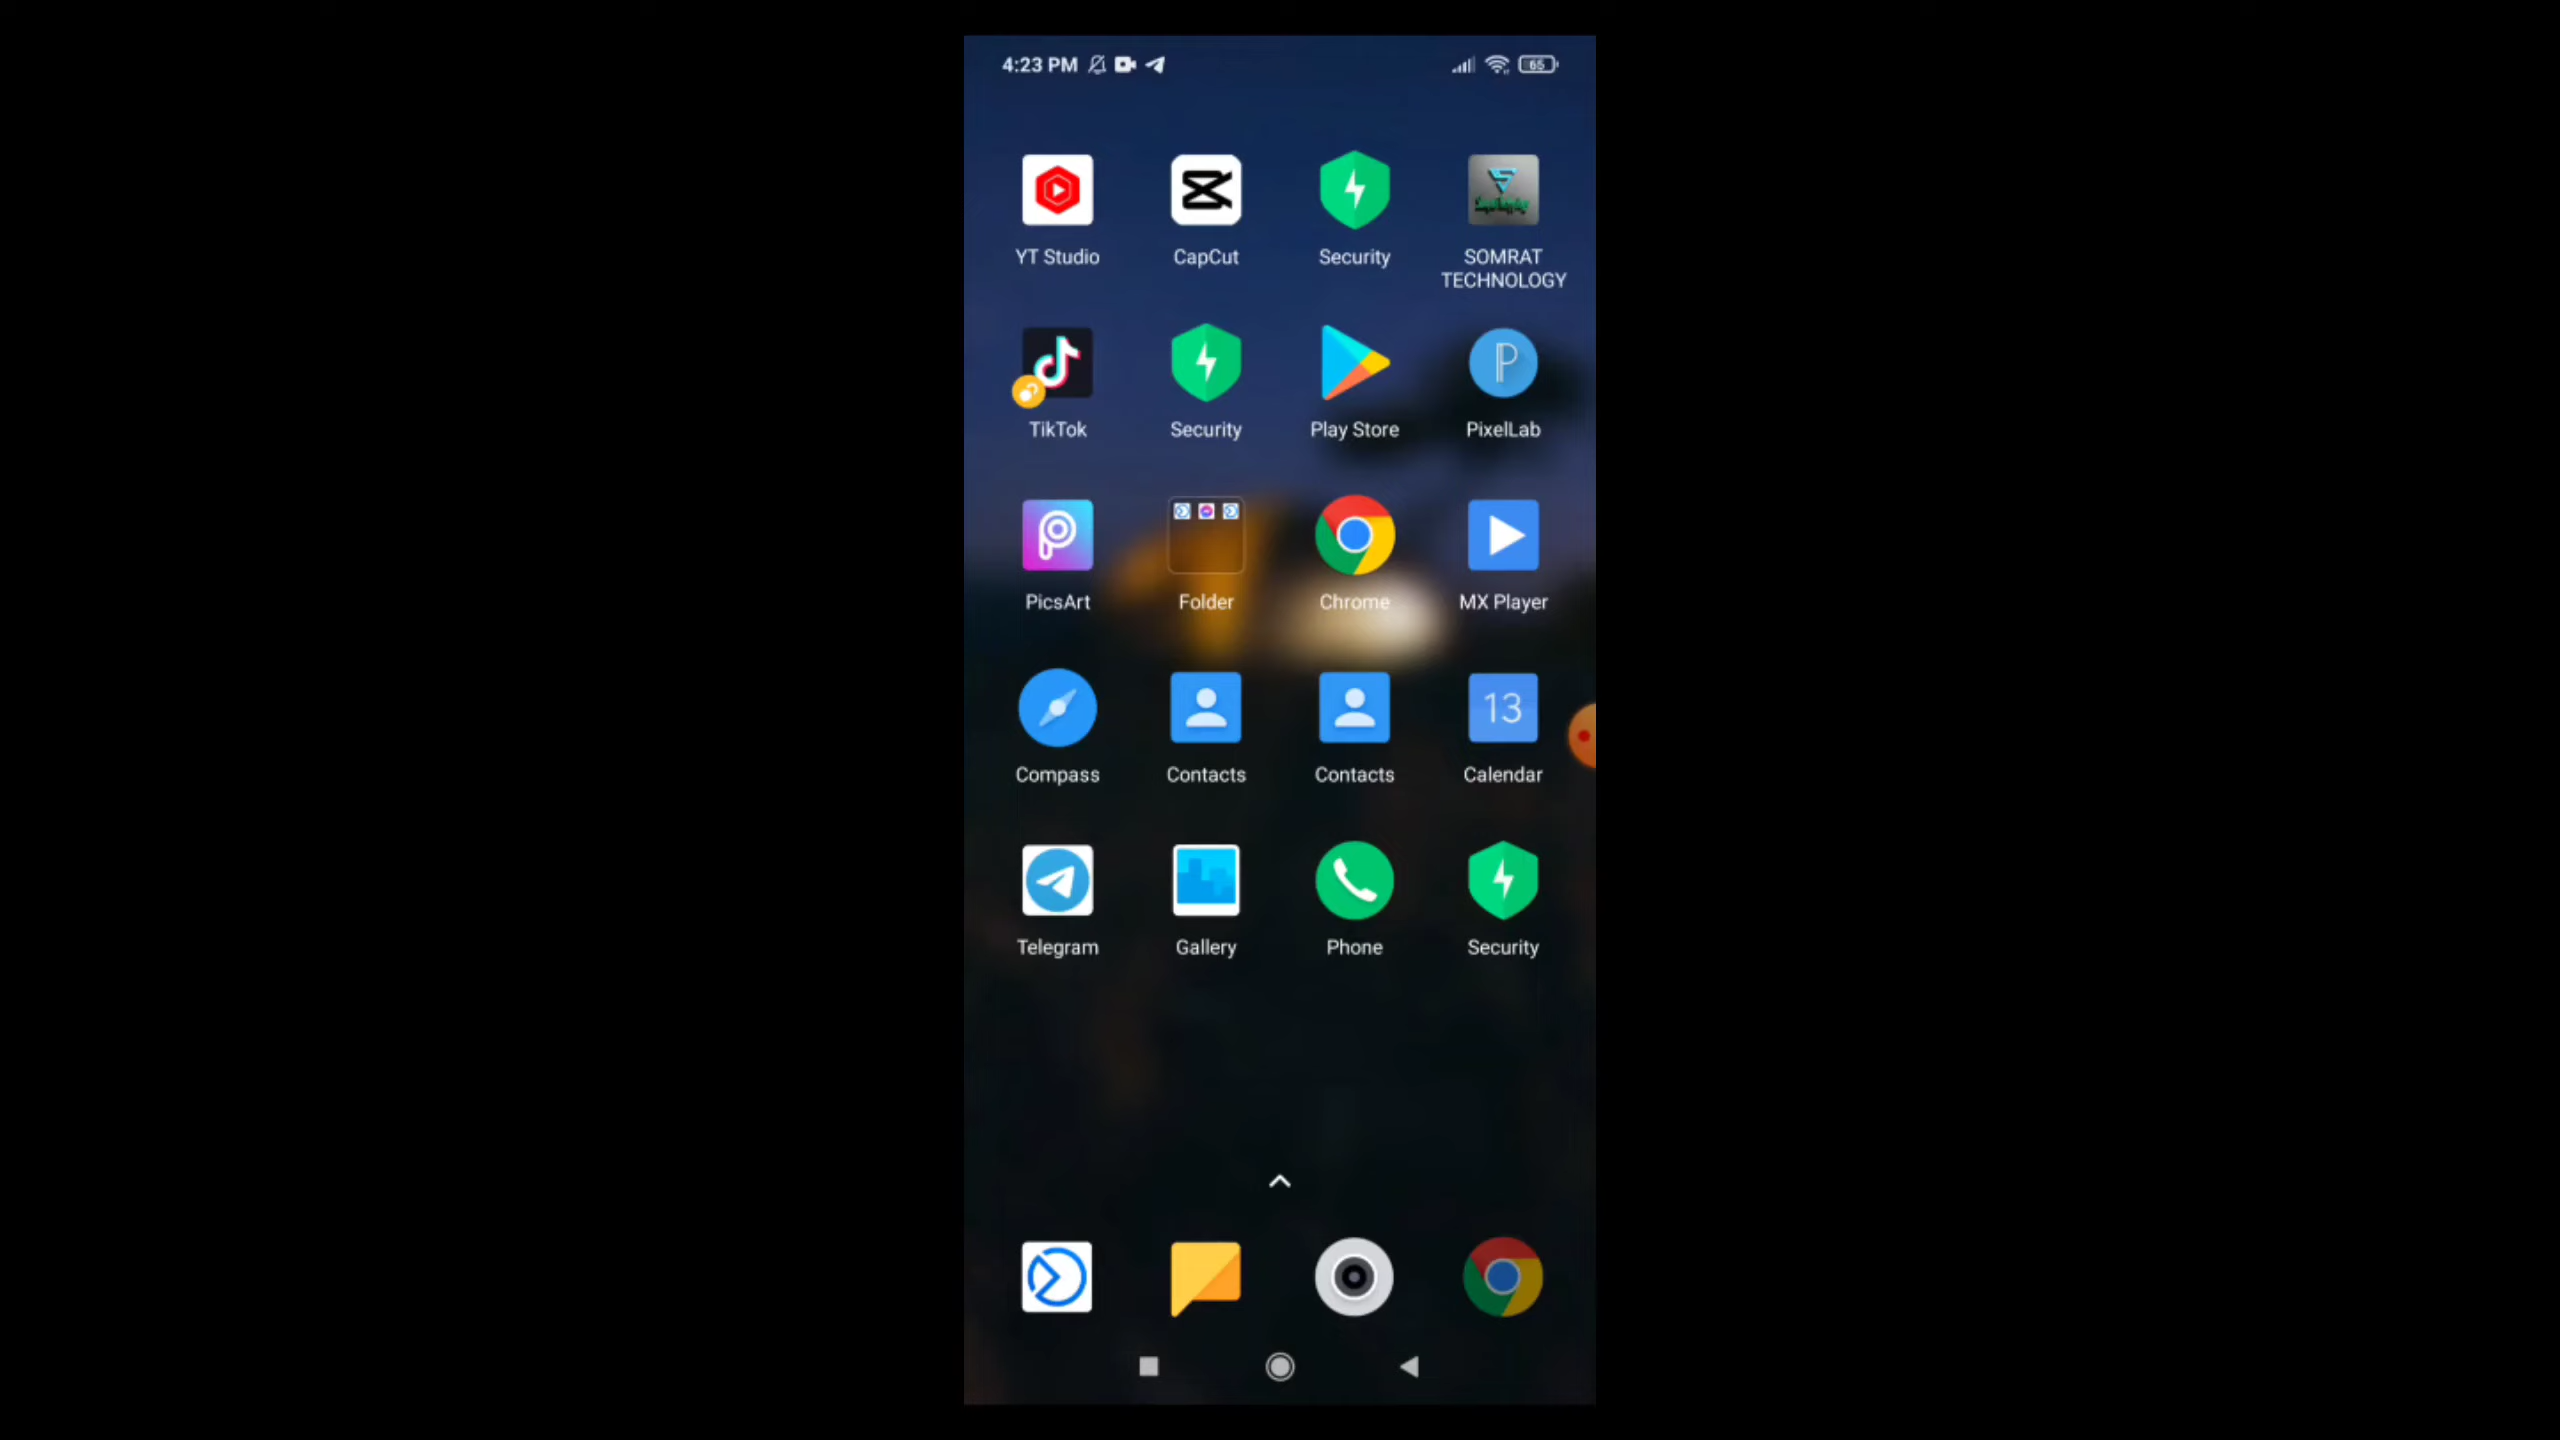 4:23 PM
65
YT Studio
CapCut
Security
SOMRAT
TECHNOLOGY
TikTok
Security
Play Store
PixelLab
PicsArt
Folder
Chrome
MX Player
13
Compass
Contacts
Contacts
Calendar
Telegram
Gallery
Phone
Security